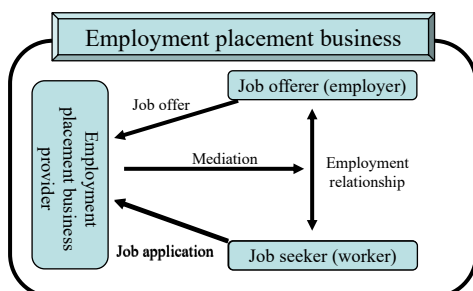 Employment placement business
Job offerer (employer)
Job offer
Employment
placement business
provider
Mediation
Employment
relationship
Job application
Job seeker (worker)